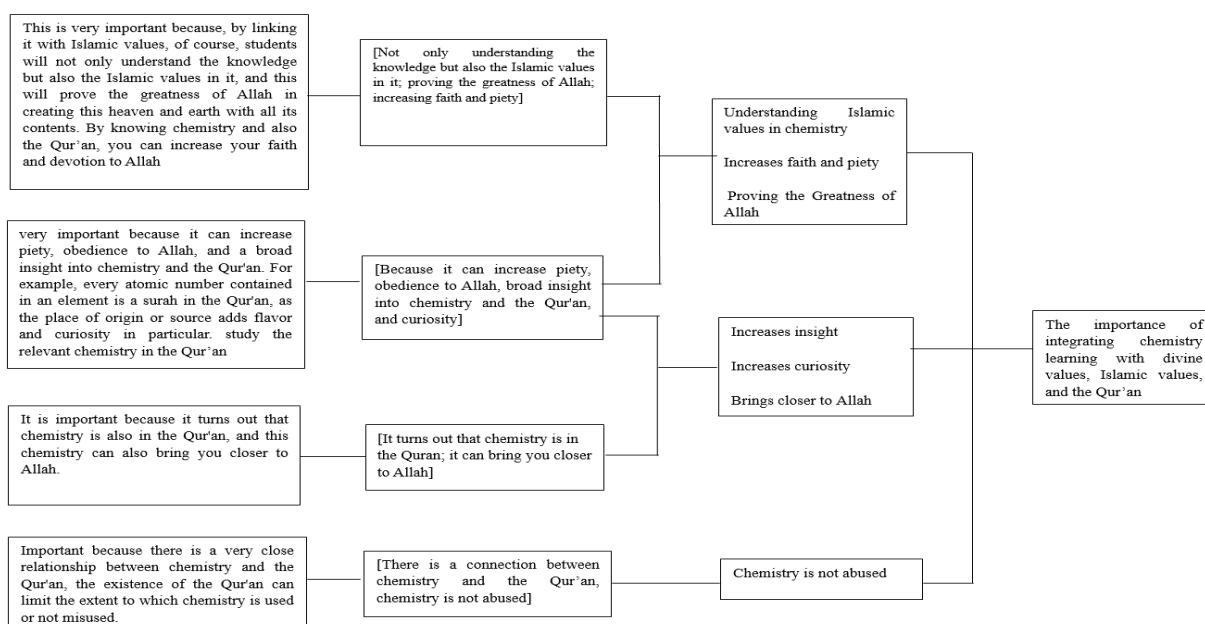 This is very important because, by linking
it with Islamic values, of course, students
will not only understand the knowledge
but also the Islamic values in it, and this
will prove the greatness of Allah in
creating this heaven and earth with all its
contents. By knowing chemistry and also
the Qur’an, you can increase your faith
and devotion to Allah
very important because it can increase
piety, obedience to Allah, and a broad
insight into chemistry and the Qur'an. For
example, every atomic number contained
in an element is a surah in the Qur'an, as
the place of origin or source adds flavor
and curiosity in particular. study the
relevant chemistry in the Qur’an
It is important because it turns out that
chemistry is also in the Qur'an, and this
chemistry can also bring you closer to
Allah.
Important because there is a very close
relationship between chemistry and the
Qur'an, the existence of the Qur'an can
limit the extent to which chemistry is used
or not misused.
[Not only understanding the
knowledge but also the Islamic values
in it; proving the greatness of Allah;
increasing faith and piety]
[Because it can increase piety,
obedience to Allah, broad insight
into chemistry and the Qur'an,
and curiosity]
[It turns out that chemistry is in
the Quran; it can bring you closer
to Allah]
[There is a connection between
chemistry and the Qur’an,
chemistry is not abused]
Understanding Islamic
values in chemistry
Increases faith and piety
Proving the Greatness of
Allah
Increases insight
Increases curiosity
Brings closer to Allah
Chemistry is not abused
The importance of
integrating chemistry
learning with divine
values, Islamic values,
and the Qur’an